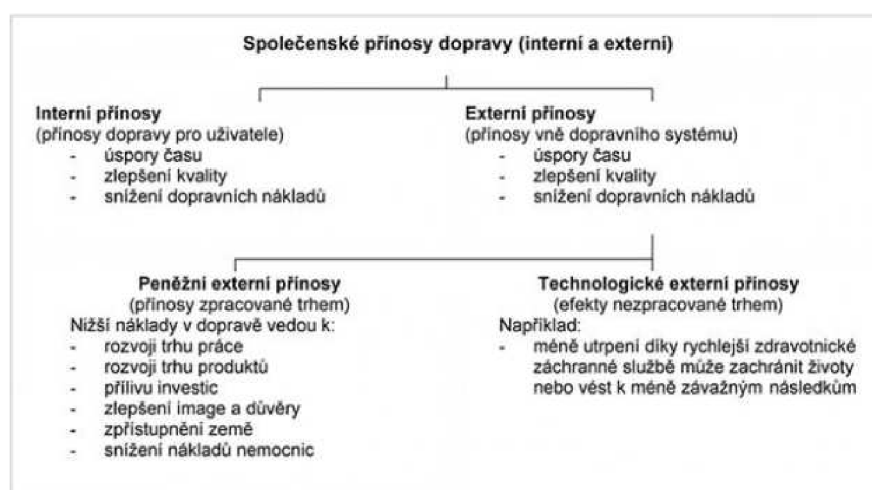 Společenské přínosy dopravy (interní a externí)
Interní přínosy
(přínosy dopravy pro uživatele)
- úspory času
- zlepšení kvality
- snížení dopravních nákladů
Externí přínosy
(přínosy vně dopravního systému)
- úspory času
- zlepšení kvality
- snížení dopravních nákladů
Peněžní externí přínosy
(přínosy zpracované trhem)
Nižší náklady v dopravě vedou k:
- rozvoji trhu práce
- rozvoji trhu produktů
- přílivu investic
- zlepšení image a důvěry
- zpřístupnění země
- snížení nákladů nemocnic
Technologické externí přínosy
(efekty nezpracované trhem)
Například:
- méně utrpení díky rychlejší zdravotnické
záchranné službě může zachránit životy
nebo vést k méně závažným následkům